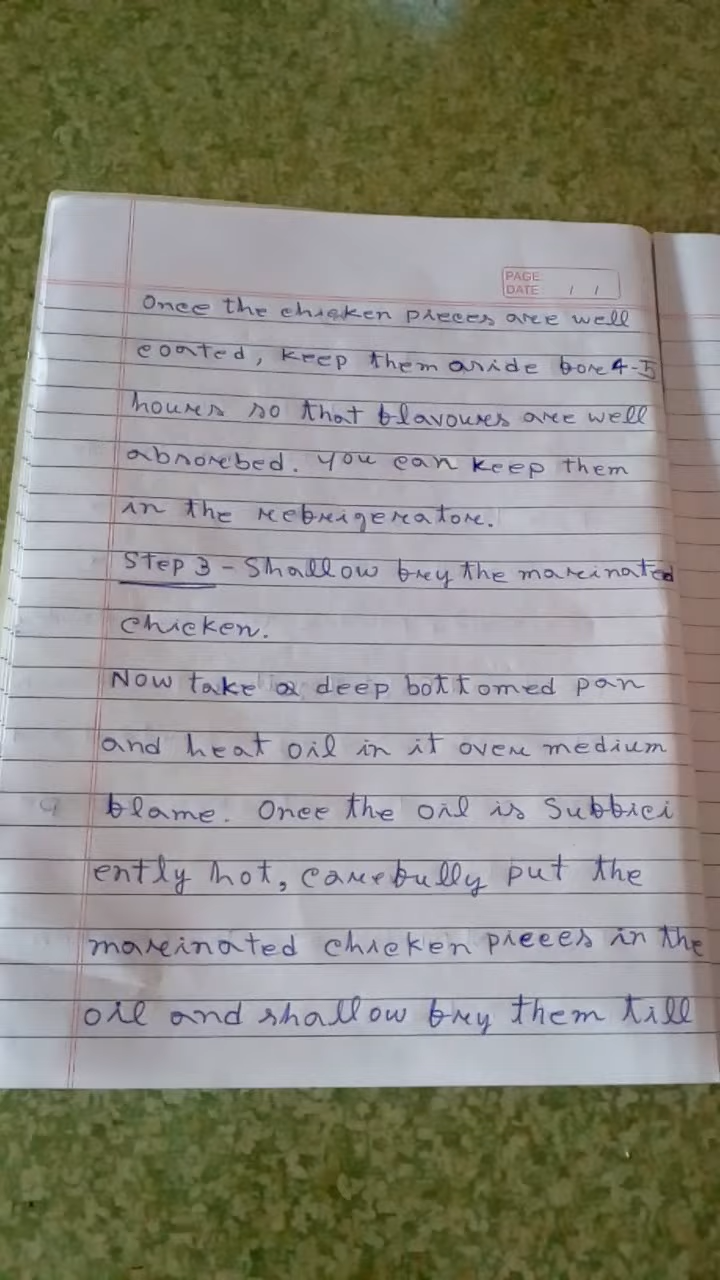 PAGE
DATE / /
Once the chicken pieces are well
coated, keep them aside for 4-5
hours so that flavours are well
absorbed. You can keep them
in the refrigerator.
Step 3 - Shallow fry the marinated
chicken.
Now take a deep bottomed pan
and heat oil in it over medium
flame. Once the oil is Suffici
ently hot, carefully put the
marinated chicken pieces in the
oil and shallow fry them till